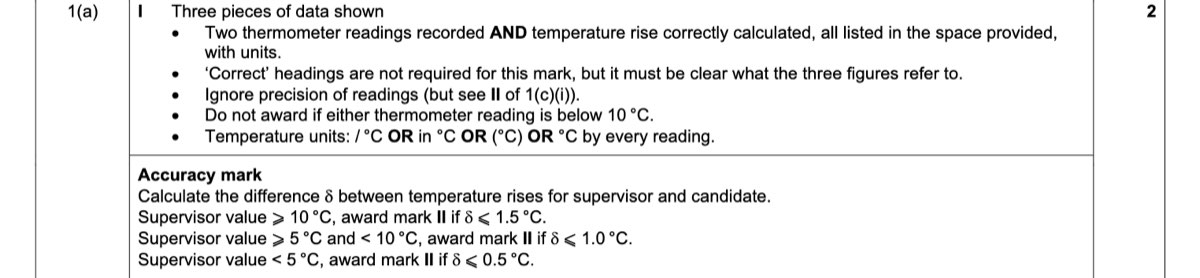 1(a) I Three pieces of data shown 2
• Two thermometer readings recorded AND temperature rise correctly calculated, all listed in the space provided,
with units.
• ‘Correct’ headings are not required for this mark, but it must be clear what the three figures refer to.
• Ignore precision of readings (but see II of 1(c)(i)).
• Do not award if either thermometer reading is below 10 °C.
• Temperature units: / °C OR in °C OR (°C) OR °C by every reading.
Accuracy mark
Calculate the difference δ between temperature rises for supervisor and candidate.
Supervisor value ⩾ 10 °C, award mark II if δ ⩽ 1.5 °C.
Supervisor value ⩾ 5 °C and < 10 °C, award mark II if δ ⩽ 1.0 °C.
Supervisor value < 5 °C, award mark II if δ ⩽ 0.5 °C.